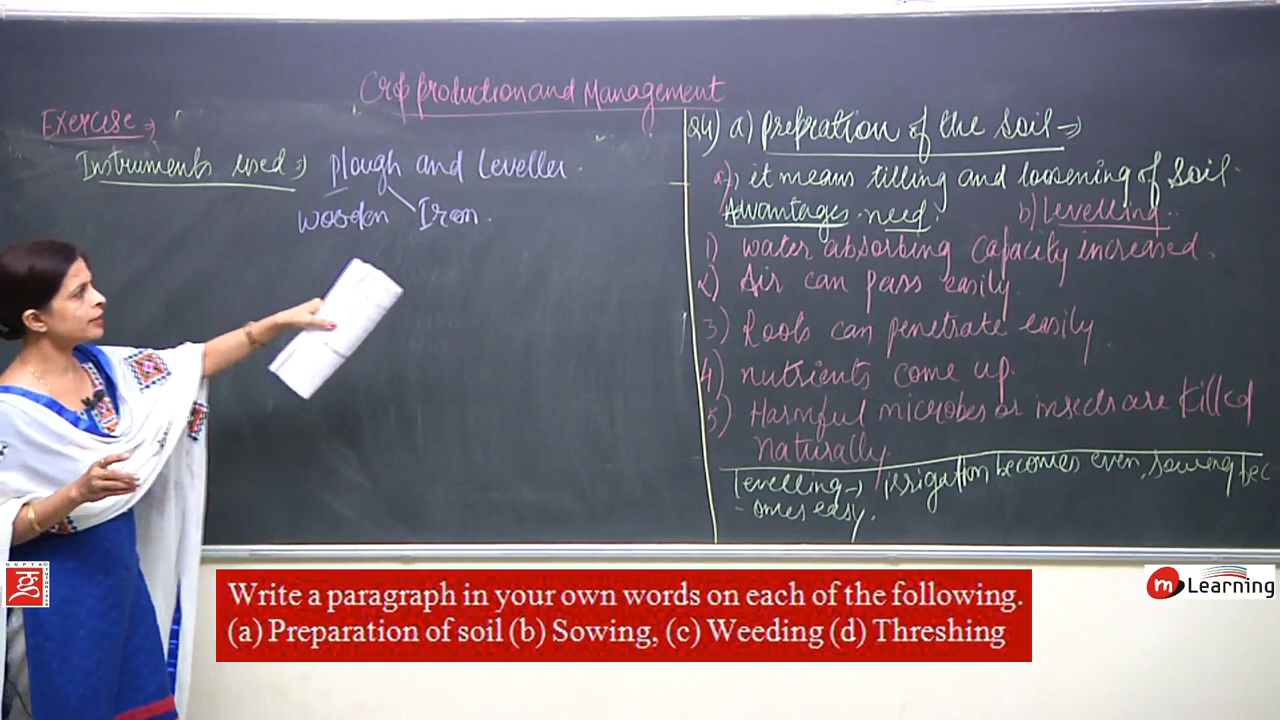 Crop production and Management
Exercise →
Instruments used → plough and leveller.
wooden Iron.
Q4) a) prepration of the soil →
a) → it means tilling and loosening of soil.
Advantages need. b) Levelling.
1) water absorbing capacity increased.
2) Air can pass easily.
3) Roots can penetrate easily.
4) nutrients come up.
5) Harmful microbes or insects are killed
naturally.
levelling → irrigation becomes even, sowing bec
-omes easy.
GUPTA TUTORIALS
m Learning
Write a paragraph in your own words on each of the following.
(a) Preparation of soil (b) Sowing, (c) Weeding (d) Threshing